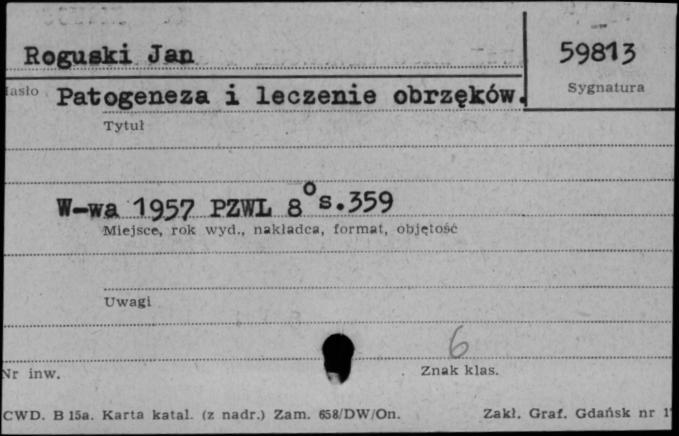 Roguski Jan
59813
Sygnatura
Patogeneza i leczenie obrzęków.
Tytuł
W-wa 1957 PZWL 8° s.359
Miejsce, rok wyd., nakładca, format, objętość
Uwagi
6
Nr inw.
Znak klas.
CWD. B 15a. Karta katal. (z nadr.) Zam. 658/DW/On.
Zakł. Graf. Gdańsk nr